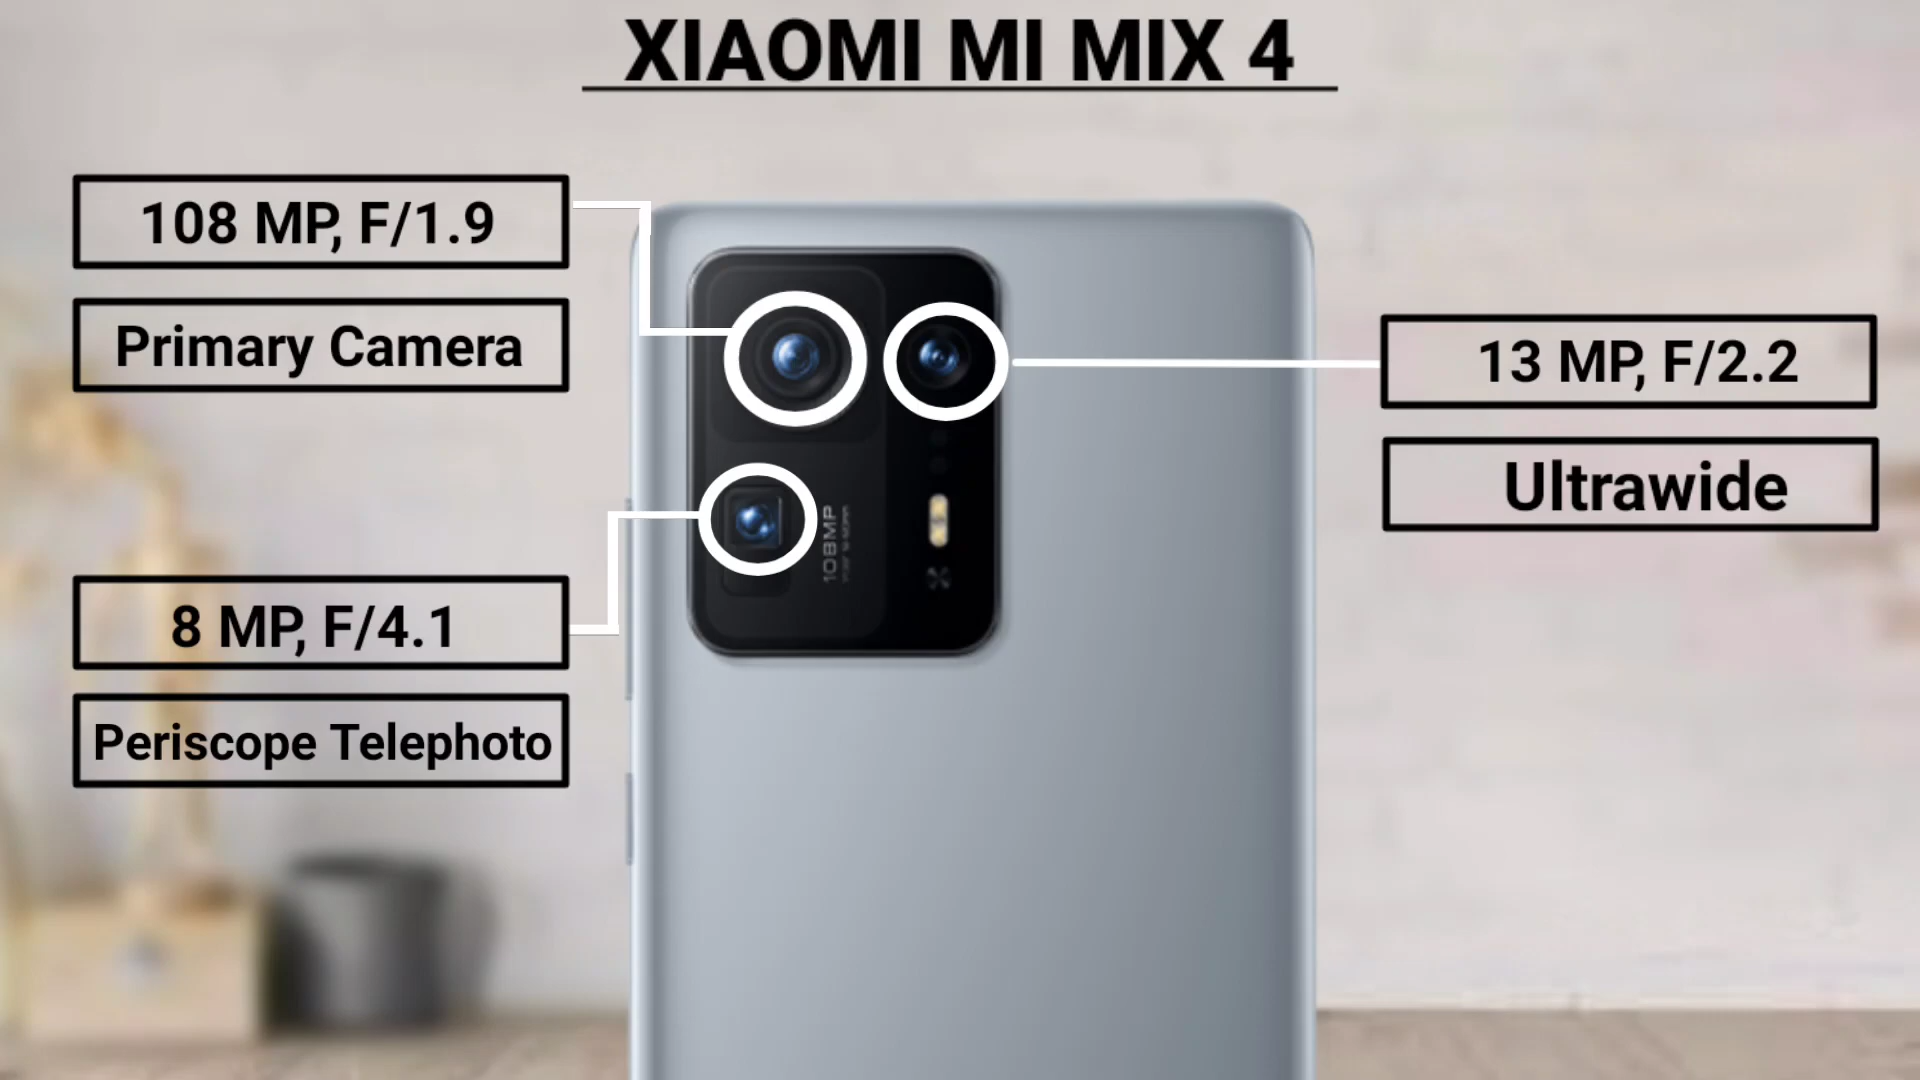 XIAOMI MI MIX 4
108 MP, F/1.9
Primary Camera
13 MP, F/2.2
Ultrawide
8 MP, F/4.1
Periscope Telephoto
108MP